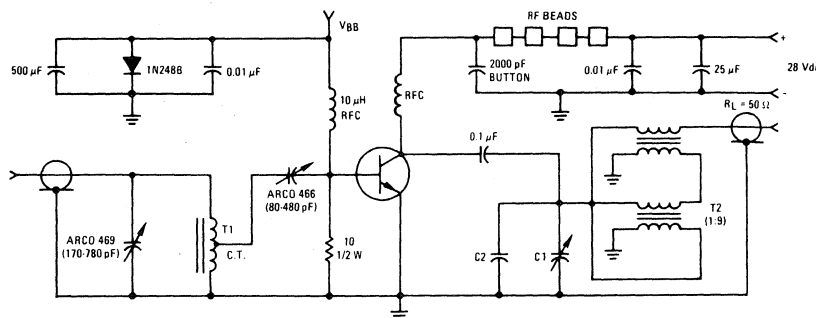 VBB
RF BEADS
+
500 µF
1N248B
0.01 µF
2000 pF
BUTTON
0.01 µF
25 µF
28 Vdc
-
10 µH
RFC
RFC
RL = 50 Ω
0.1 µF
ARCO 466
(80-480 pF)
ARCO 469
(170-780 pF)
T1
C.T.
10
1/2 W
C2
C1
T2
(1:9)